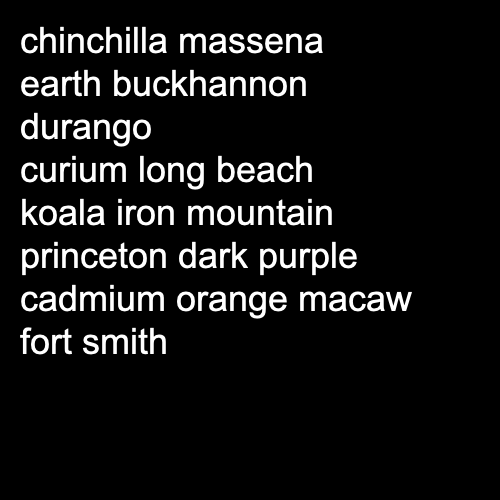 chinchilla massena
earth buckhannon
durango
curium long beach
koala iron mountain
princeton dark purple
cadmium orange macaw
fort smith